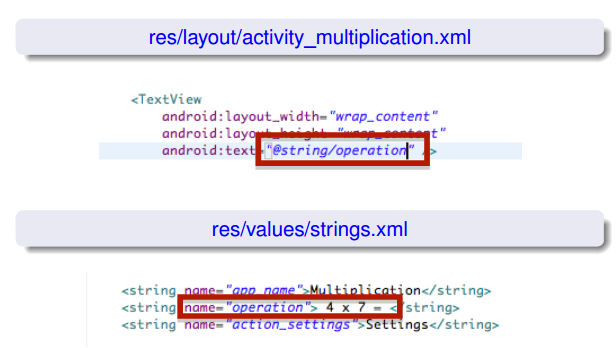 res/layout/activity_multiplication.xml
<TextView
android:layout_width="wrap_content"
android:layout_height="wrap_content"
android:text="@string/operation" />
res/values/strings.xml
<string name="app_name">Multiplication</string>
<string name="operation"> 4 x 7 = </string>
<string name="action_settings">Settings</string>